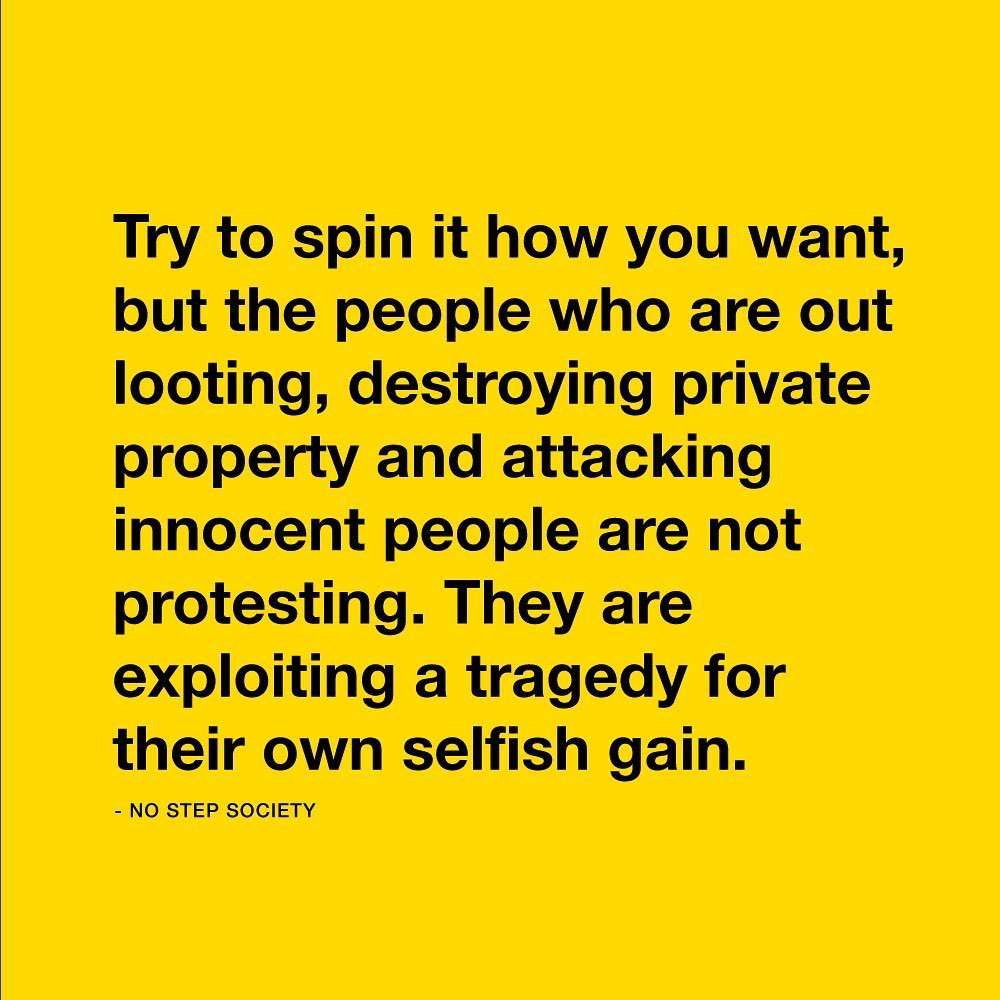 Try to spin it how you want,
but the people who are out
looting, destroying private
property and attacking
innocent people are not
protesting. They are
exploiting a tragedy for
their own selfish gain.
- NO STEP SOCIETY